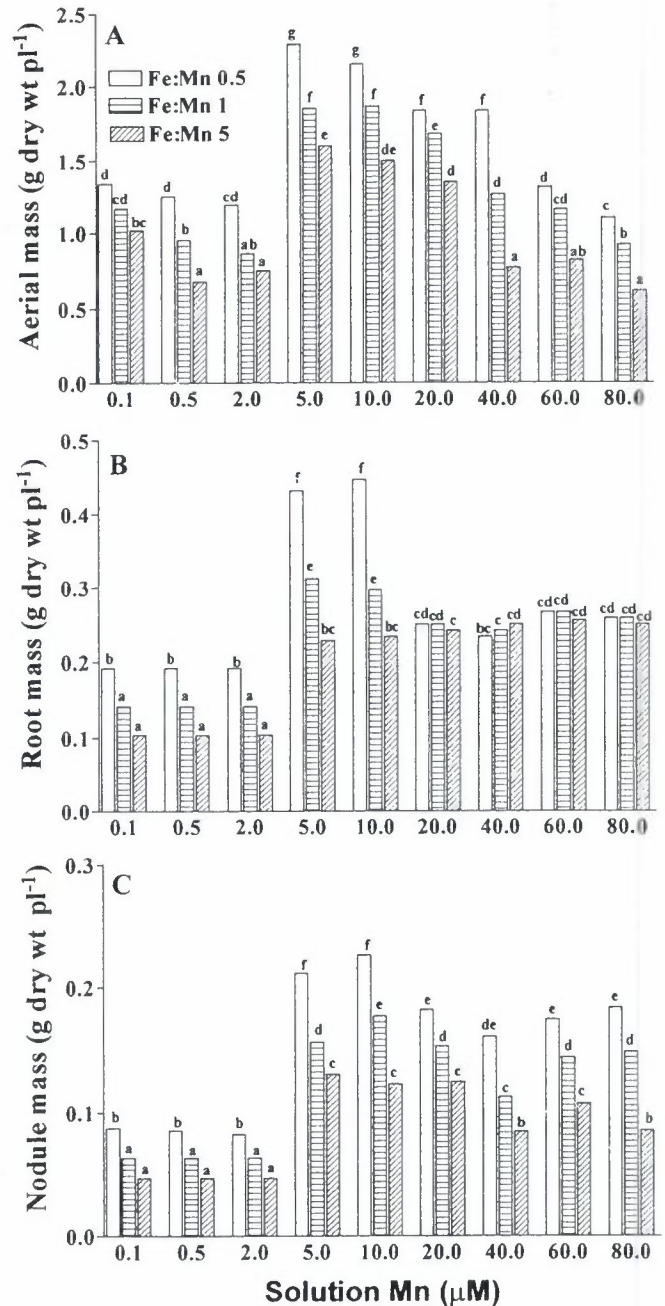 A
Aerial mass (g dry wt pl-1)
2.5
2.0
1.5
1.0
0.5
0.0
Fe:Mn 0.5
Fe:Mn 1
Fe:Mn 5
d cd bc d b a cd ab a g f e g f de f e d f d a d cd ab c b a
0.1 0.5 2.0 5.0 10.0 20.0 40.0 60.0 80.0
B
Root mass (g dry wt pl-1)
0.5
0.4
0.3
0.2
0.1
0.0
b a a b a a b a a f e bc f e bc cd cd c bc c cd cd cd cd cd cd cd
0.1 0.5 2.0 5.0 10.0 20.0 40.0 60.0 80.0
C
Nodule mass (g dry wt pl-1)
0.3
0.2
0.1
0.0
b a a b a a b a a f d c f e c e d c de c b e d c e d b
0.1 0.5 2.0 5.0 10.0 20.0 40.0 60.0 80.0
Solution Mn (μM)